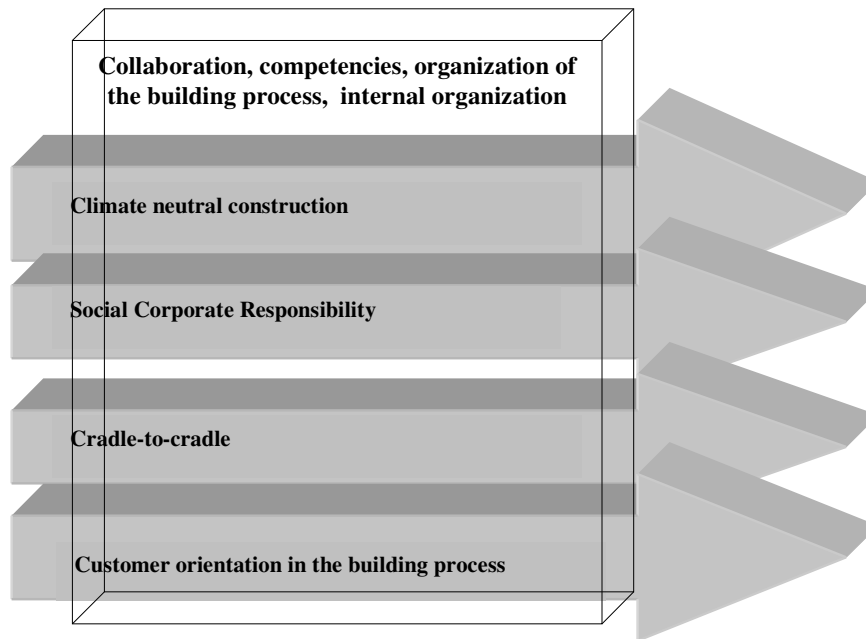 Collaboration, competencies, organization of
the building process, internal organization
Climate neutral construction
Social Corporate Responsibility
Cradle-to-cradle
Customer orientation in the building process